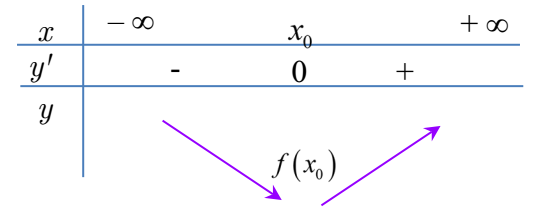 x −∞ x₀ +∞
y′ - 0 +
y
f(x₀)